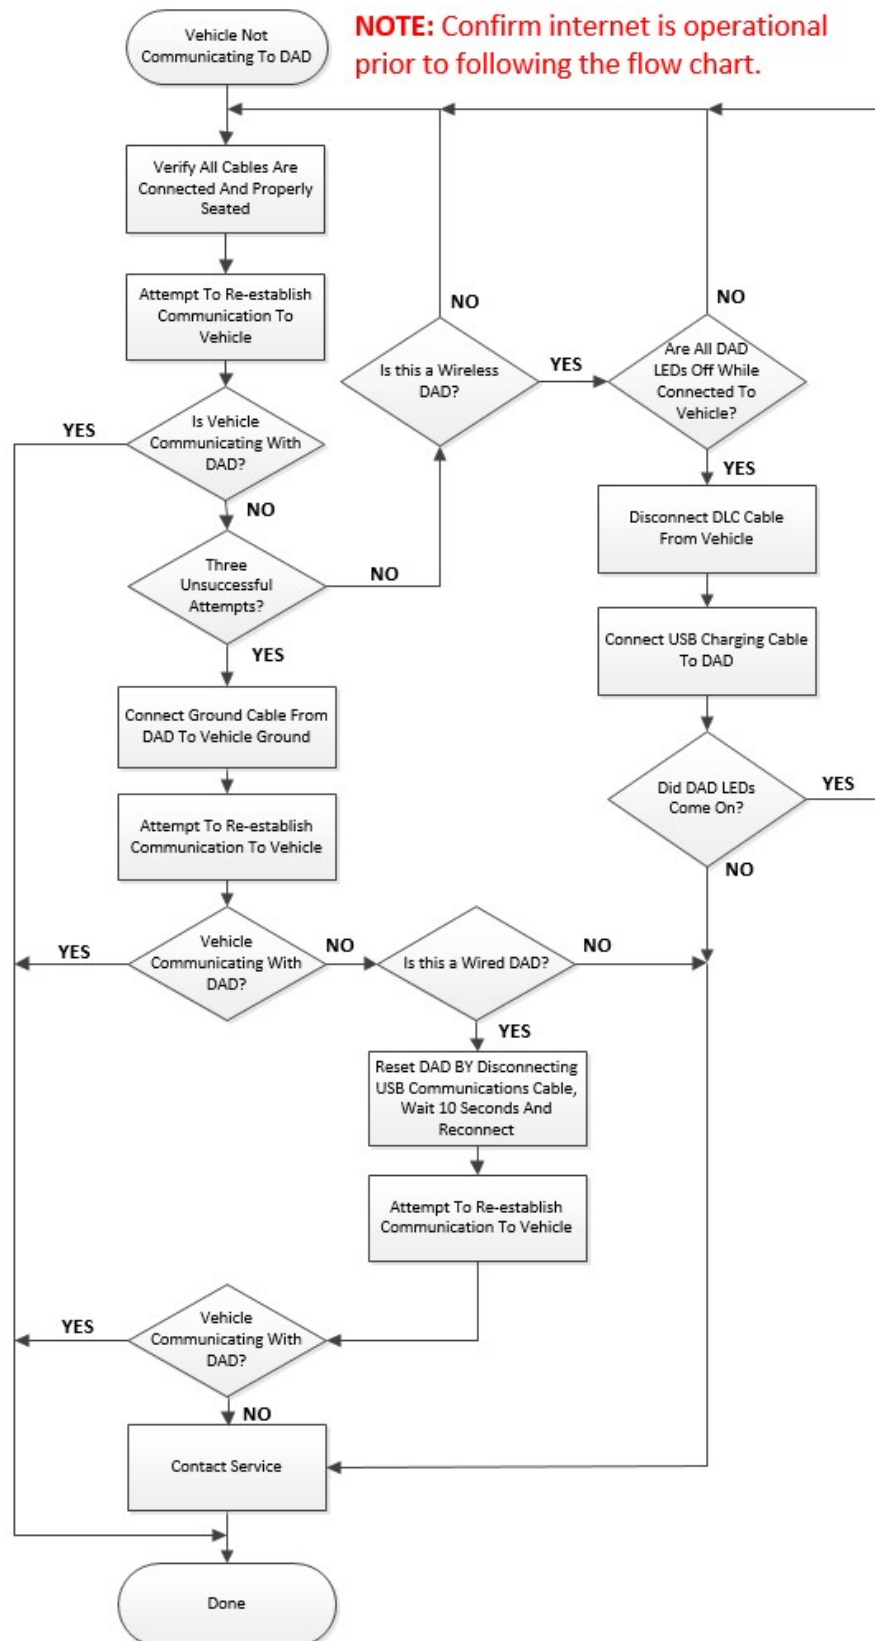 Vehicle Not
Communicating To DAD
NOTE: Confirm internet is operational
prior to following the flow chart.
Verify All Cables Are
Connected And Properly
Seated
Attempt To Re-establish
Communication To
Vehicle
NO
NO
Is this a Wireless
DAD?
YES
Are All DAD
LEDs Off While
Connected To
Vehicle?
YES
Is Vehicle
Communicating With
DAD?
YES
NO
Disconnect DLC Cable
From Vehicle
Three
Unsuccessful
Attempts?
NO
YES
Connect USB Charging Cable
To DAD
Connect Ground Cable From
DAD To Vehicle Ground
Did DAD LEDs
Come On?
YES
Attempt To Re-establish
Communication To Vehicle
NO
YES
Vehicle
Communicating With
DAD?
NO
Is this a Wired DAD?
NO
YES
Reset DAD BY Disconnecting
USB Communications Cable,
Wait 10 Seconds And
Reconnect
Attempt To Re-establish
Communication To Vehicle
YES
Vehicle
Communicating With
DAD?
NO
Contact Service
Done